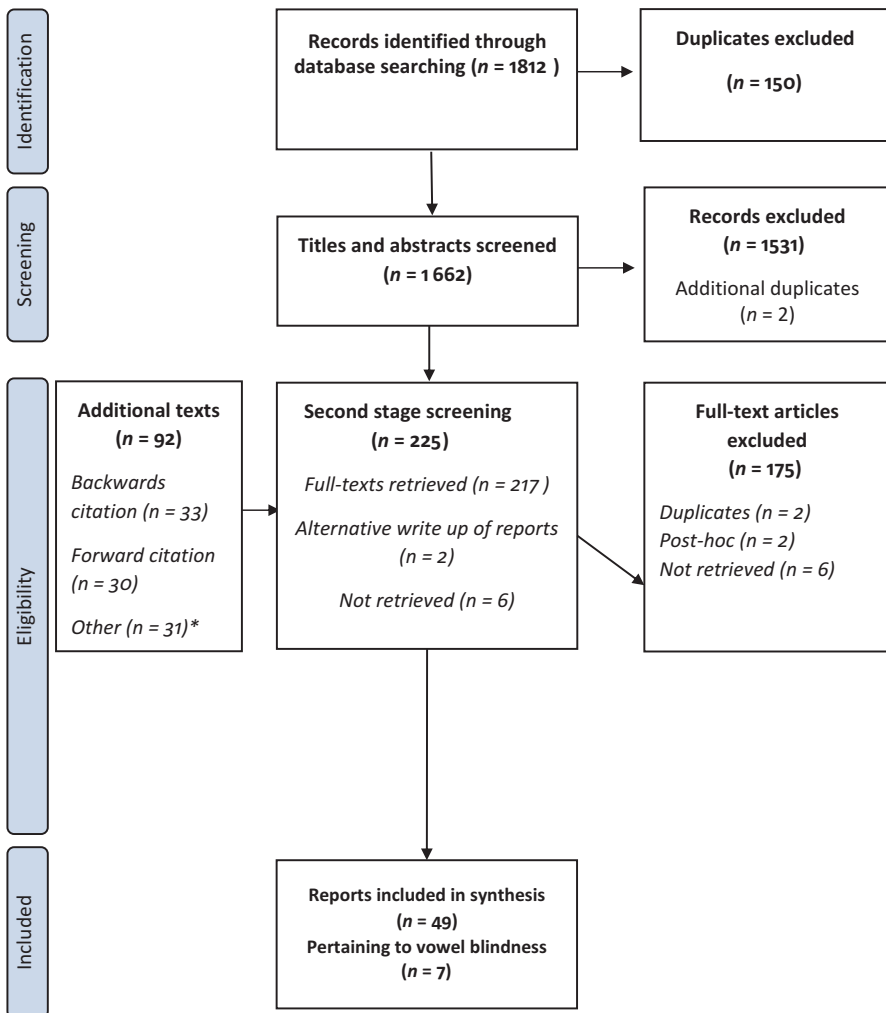 Identification
Records identified through
database searching (n = 1812 )
Duplicates excluded
(n = 150)
Screening
Titles and abstracts screened
(n = 1662)
Records excluded
(n = 1531)
Additional duplicates
(n = 2)
Eligibility
Additional texts
(n = 92)
Backwards
citation (n = 33)
Forward citation
(n = 30)
Other (n = 31)*
Second stage screening
(n = 225)
Full-texts retrieved (n = 217 )
Alternative write up of reports
(n = 2)
Not retrieved (n = 6)
Full-text articles
excluded
(n = 175)
Duplicates (n = 2)
Post-hoc (n = 2)
Not retrieved (n = 6)
Included
Reports included in synthesis
(n = 49)
Pertaining to vowel blindness
(n = 7)